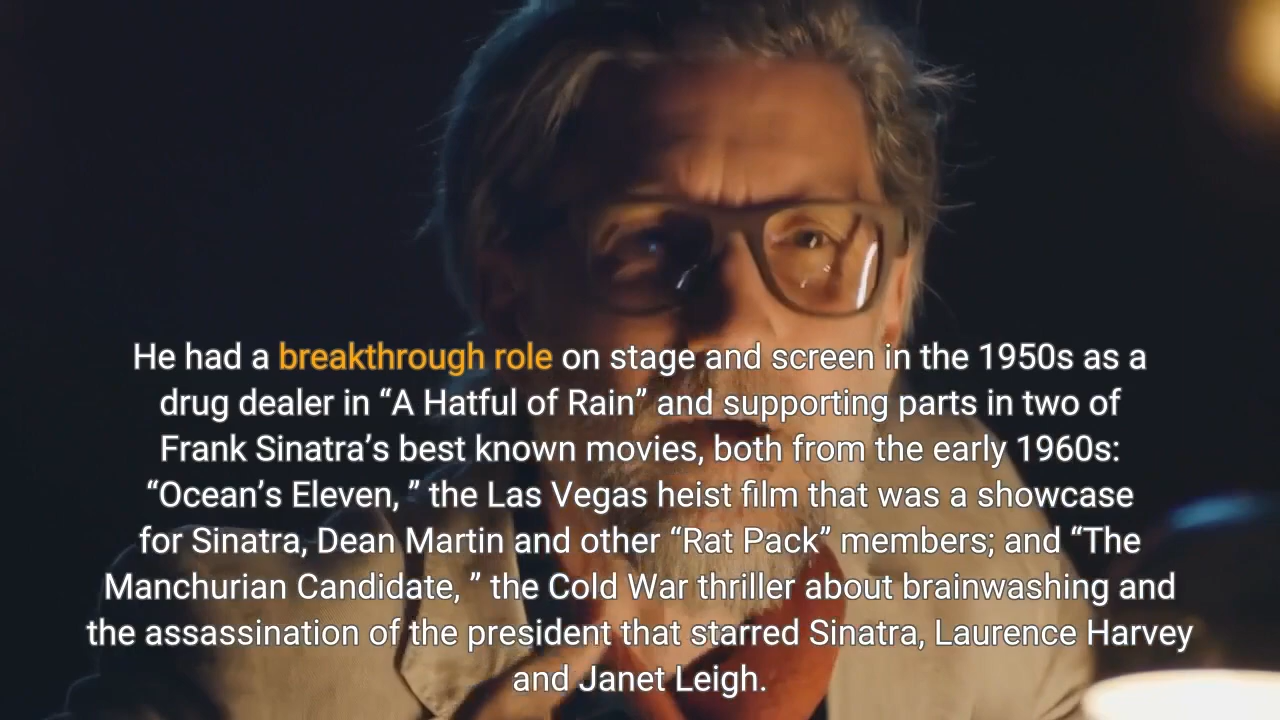 He had a breakthrough role on stage and screen in the 1950s as a
drug dealer in “A Hatful of Rain” and supporting parts in two of
Frank Sinatra’s best known movies, both from the early 1960s:
“Ocean’s Eleven, ” the Las Vegas heist film that was a showcase
for Sinatra, Dean Martin and other “Rat Pack” members; and “The
Manchurian Candidate, ” the Cold War thriller about brainwashing and
the assassination of the president that starred Sinatra, Laurence Harvey
and Janet Leigh.